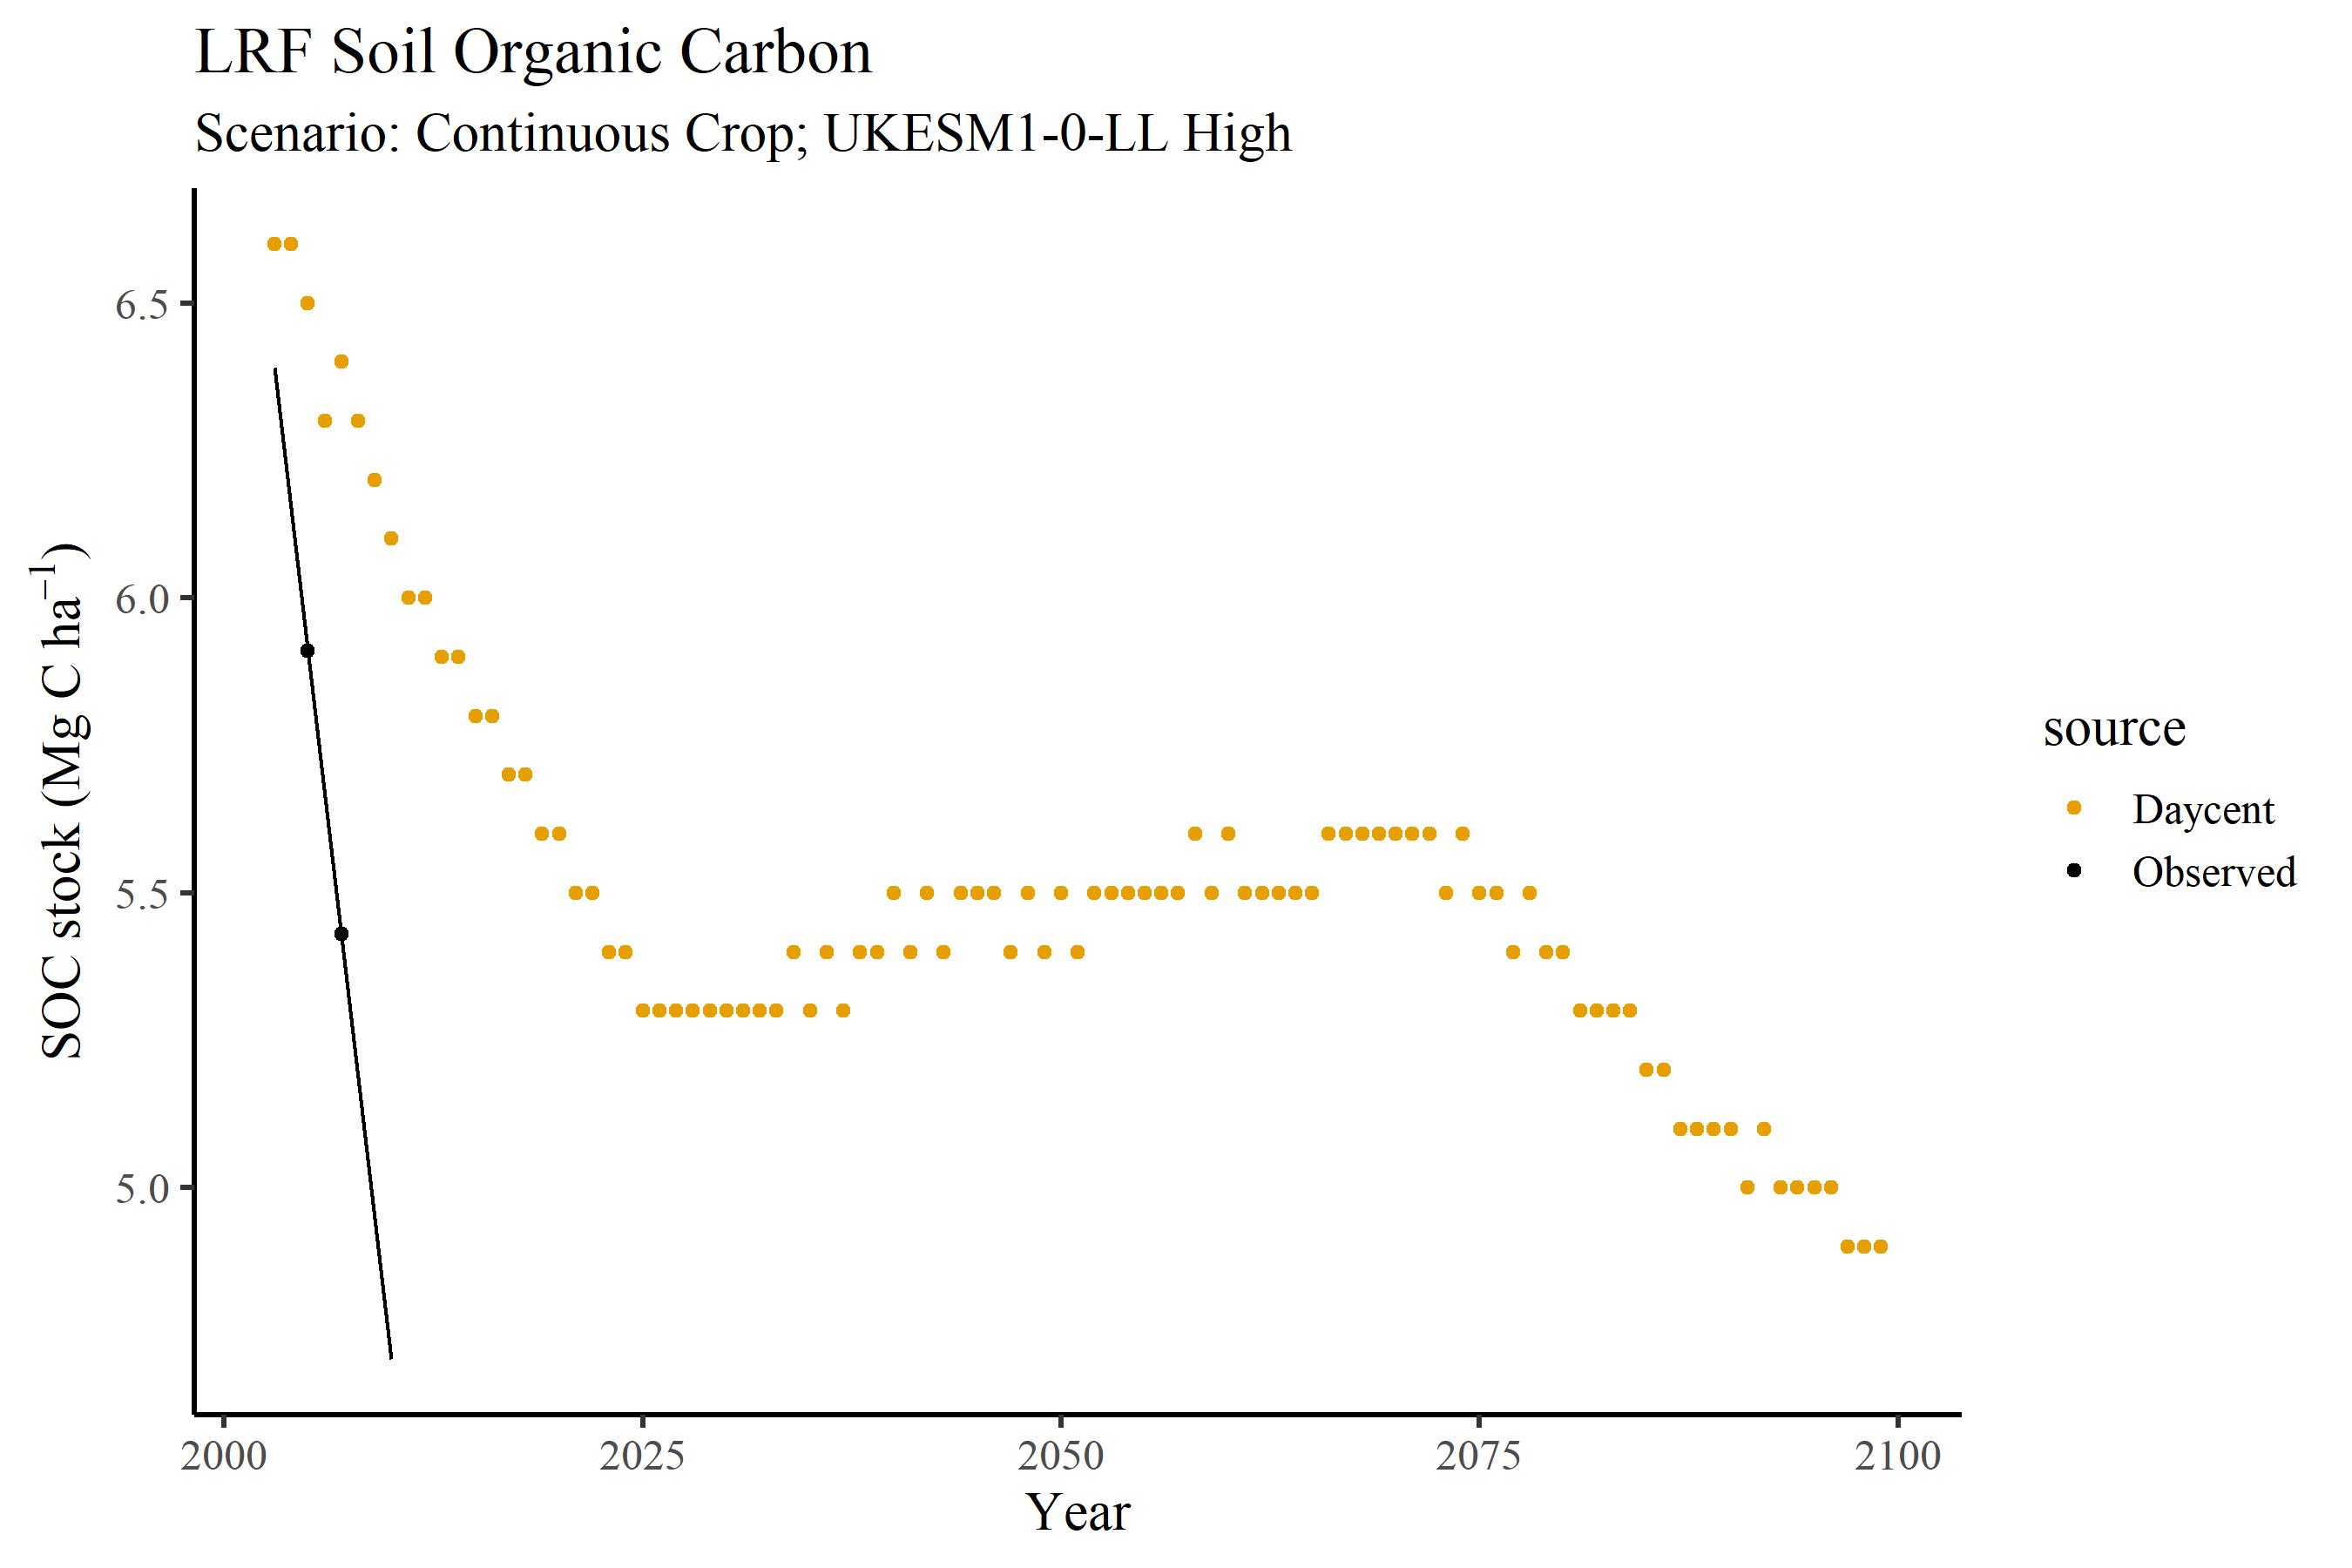 LRF Soil Organic Carbon
Scenario: Continuous Crop; UKESM1-0-LL High
SOC stock (Mg C ha⁻¹)
6.5
6.0
5.5
5.0
2000 2025 2050 2075 2100
Year
source
Daycent
Observed